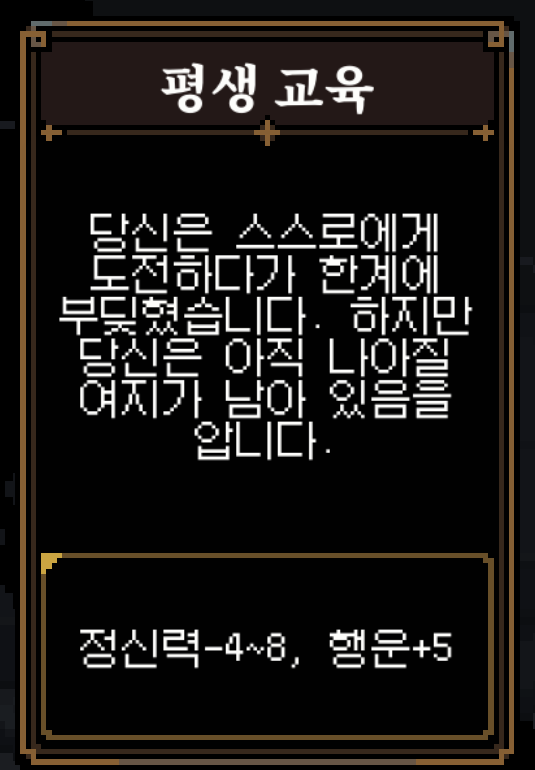 평생 교육
당신은 스스로에게
도전하다가 한계에
부딪혔습니다. 하지만
당신은 아직 나아질
여지가 남아 있음을
압니다.
정신력-4~8, 행운+5